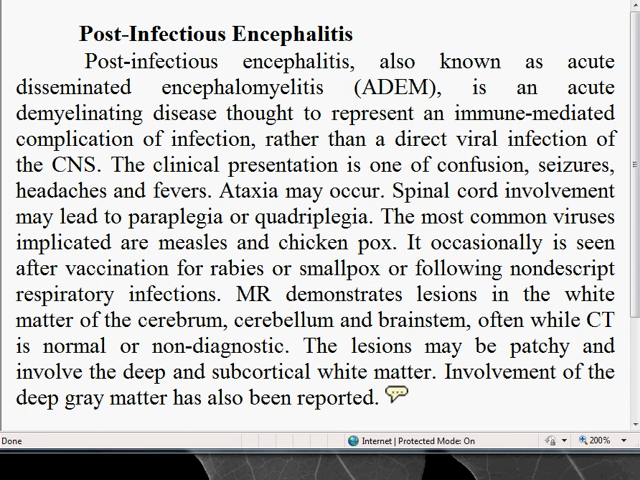 Post-Infectious Encephalitis
Post-infectious encephalitis, also known as acute
disseminated encephalomyelitis (ADEM), is an acute
demyelinating disease thought to represent an immune-mediated
complication of infection, rather than a direct viral infection of
the CNS. The clinical presentation is one of confusion, seizures,
headaches and fevers. Ataxia may occur. Spinal cord involvement
may lead to paraplegia or quadriplegia. The most common viruses
implicated are measles and chicken pox. It occasionally is seen
after vaccination for rabies or smallpox or following nondescript
respiratory infections. MR demonstrates lesions in the white
matter of the cerebrum, cerebellum and brainstem, often while CT
is normal or non-diagnostic. The lesions may be patchy and
involve the deep and subcortical white matter. Involvement of the
deep gray matter has also been reported.
Done Internet | Protected Mode: On 200%